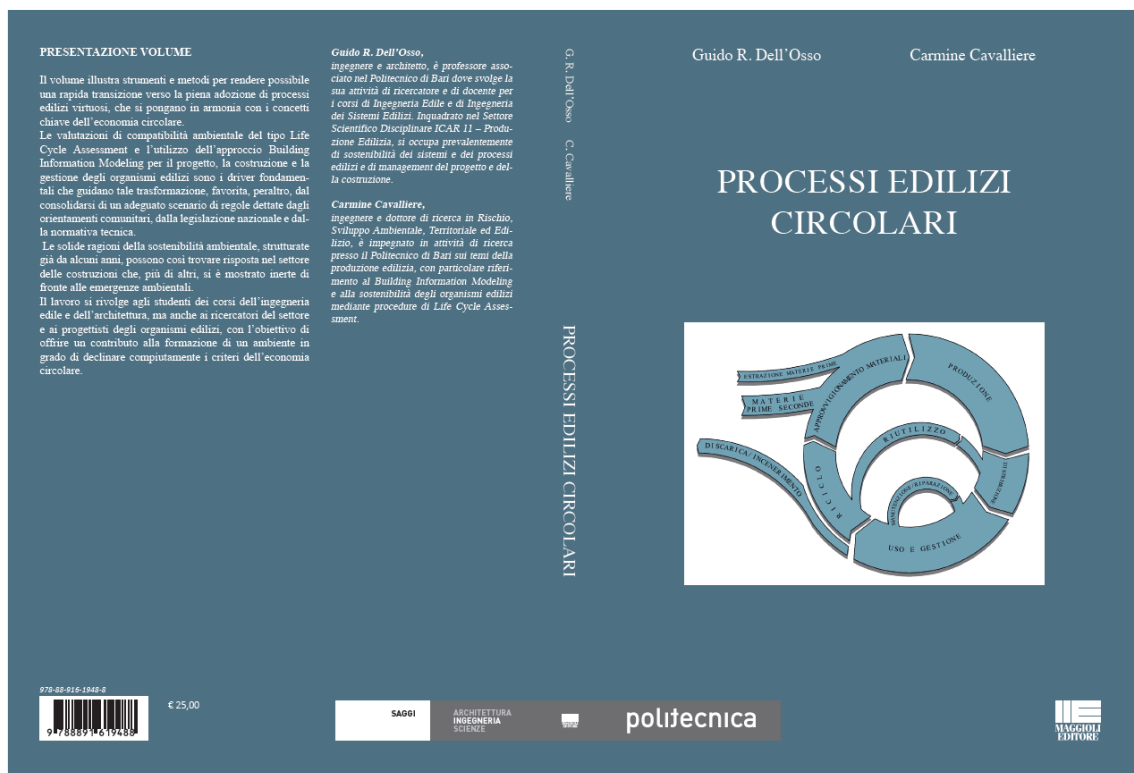 PRESENTAZIONE VOLUME
Il volume illustra strumenti e metodi per rendere possibile
una rapida transizione verso la piena adozione di processi
edilizi virtuosi, che si pongano in armonia con i concetti
chiave dell'economia circolare.
Le valutazioni di compatibilità ambientale del tipo Life
Cycle Assessment e l'utilizzo dell'approccio Building
Information Modeling per il progetto, la costruzione e la
gestione degli organismi edilizi sono i driver fondamen-
tali che guidano tale trasformazione, favorita, peraltro, dal
consolidarsi di un adeguato scenario di regole dettate dagli
orientamenti comunitari, dalla legislazione nazionale e dal-
la normativa tecnica.
Le solide ragioni della sostenibilità ambientale, strutturate
già da alcuni anni, possono così trovare risposta nel settore
delle costruzioni che, più di altri, si è mostrato inerte di
fronte alle emergenze ambientali.
Il lavoro si rivolge agli studenti dei corsi dell'ingegneria
edile e dell'architettura, ma anche ai ricercatori del settore
e ai progettisti degli organismi edilizi, con l'obiettivo di
offrire un contributo alla formazione di un ambiente in
grado di declinare compiutamente i criteri dell'economia
circolare.
978-88-916-1948-8
9 788891 619488
€ 25,00
Guido R. Dell'Osso,
ingegnere e architetto, è professore asso-
ciato nel Politecnico di Bari dove svolge la
sua attività di ricercatore e di docente per
i corsi di Ingegneria Edile e di Ingegneria
dei Sistemi Edilizi. Inquadrato nel Settore
Scientifico Disciplinare ICAR 11 – Produ-
zione Edilizia, si occupa prevalentemente
di sostenibilità dei sistemi e dei processi
edilizi e di management del progetto e del-
la costruzione.
Carmine Cavalliere,
ingegnere e dottore di ricerca in Rischio,
Sviluppo Ambientale, Territoriale ed Edi-
lizio, è impegnato in attività di ricerca
presso il Politecnico di Bari sui temi della
produzione edilizia, con particolare riferi-
mento al Building Information Modeling
e alla sostenibilità degli organismi edilizi
mediante procedure di Life Cycle Asses-
sment.
SAGGI
ARCHITETTURA
INGEGNERIA
SCIENZE
politecnica
G. R. Dell'Osso C. Cavalliere
PROCESSI EDILIZI CIRCOLARI
Guido R. Dell'Osso Carmine Cavalliere
PROCESSI EDILIZI
CIRCOLARI
ESTRAZIONE MATERIE PRIME
MATERIE
PRIME SECONDE
APPROVVIGIONAMENTO MATERIALI
PRODUZIONE
DISTRIBUZIONE
RIUTILIZZO
MANUTENZIONE/RIPARAZIONE
USO E GESTIONE
RICICLO
DISCARICA/INCENERIMENTO
MAGGIOLI
EDITORE